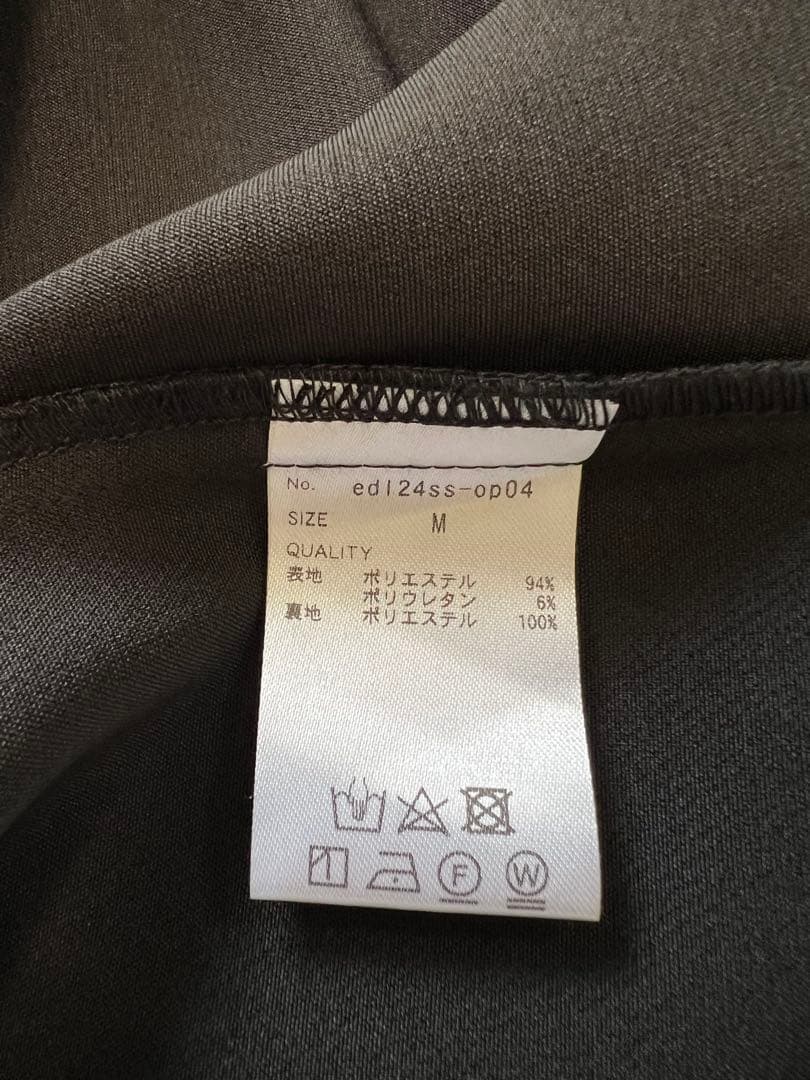 No. edl24ss-op04
SIZE M
QUALITY
表地 ポリエステル 94%
ポリウレタン 6%
裏地 ポリエステル 100%
F W